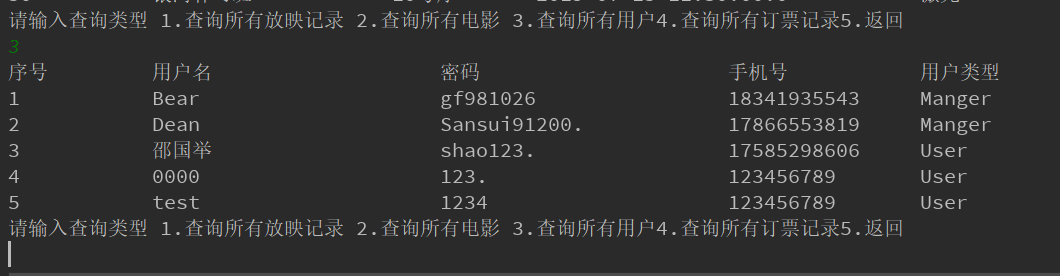 请输入查询类型 1.查询所有放映记录 2.查询所有电影 3.查询所有用户4.查询所有订票记录5.返回
3
序号 用户名 密码 手机号 用户类型
1 Bear gf981026 18341935543 Manger
2 Dean Sansui91200. 17866553819 Manger
3 邵国举 shao123. 17585298606 User
4 0000 123. 123456789 User
5 test 1234 123456789 User
请输入查询类型 1.查询所有放映记录 2.查询所有电影 3.查询所有用户4.查询所有订票记录5.返回